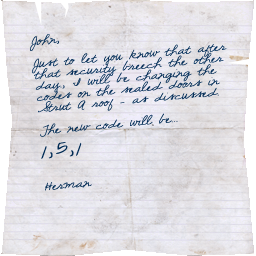 John,
Just to let you know that after
that security breech the other
day, I will be changing the
codes on the sealed doors in
Strut A roof - as discussed
The new code will be...
1,5,1
Herman